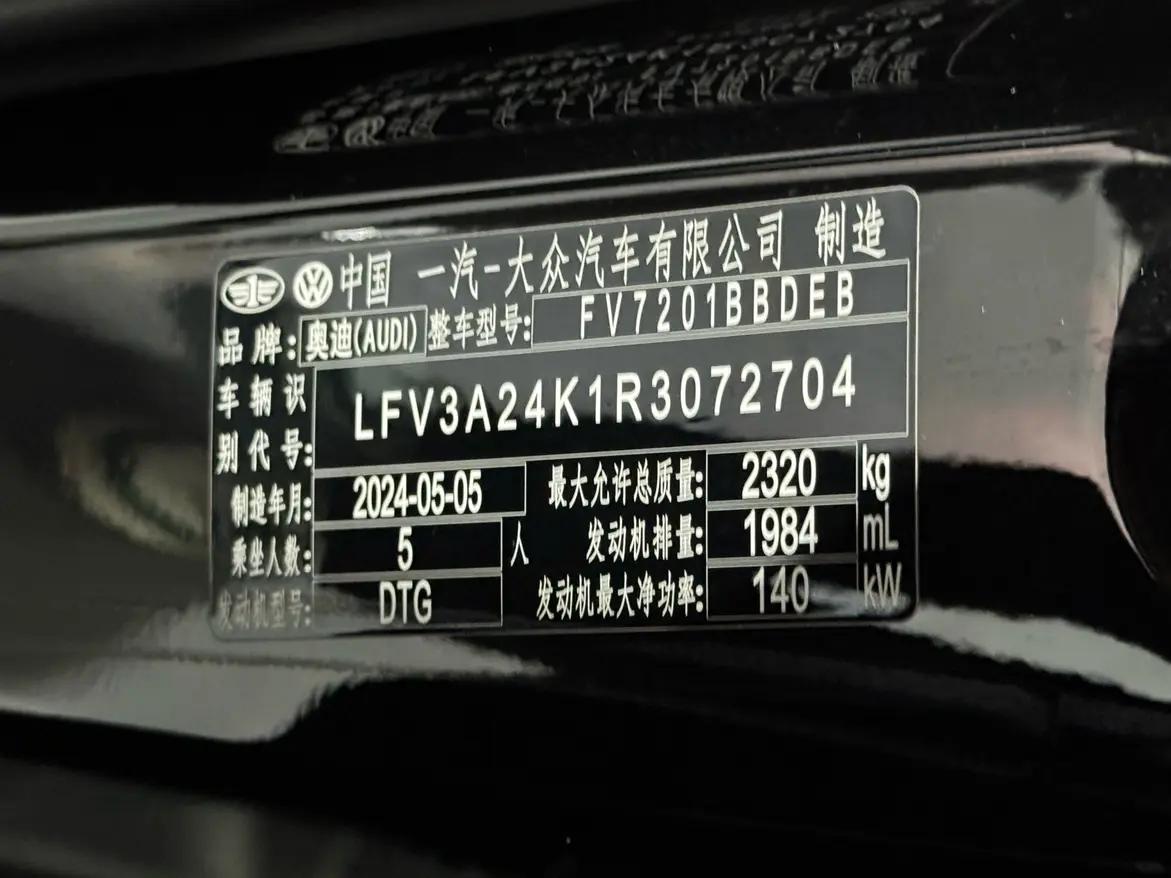 中国 一汽-大众汽车有限公司 制造
品牌: 奥迪(AUDI) 整车型号: FV7201BBDEB
车辆识别代号: LFV3A24K1R3072704
制造年月: 2024-05-05 最大允许总质量: 2320 kg
乘坐人数: 5 人 发动机排量: 1984 mL
发动机型号: DTG 发动机最大净功率: 140 kW